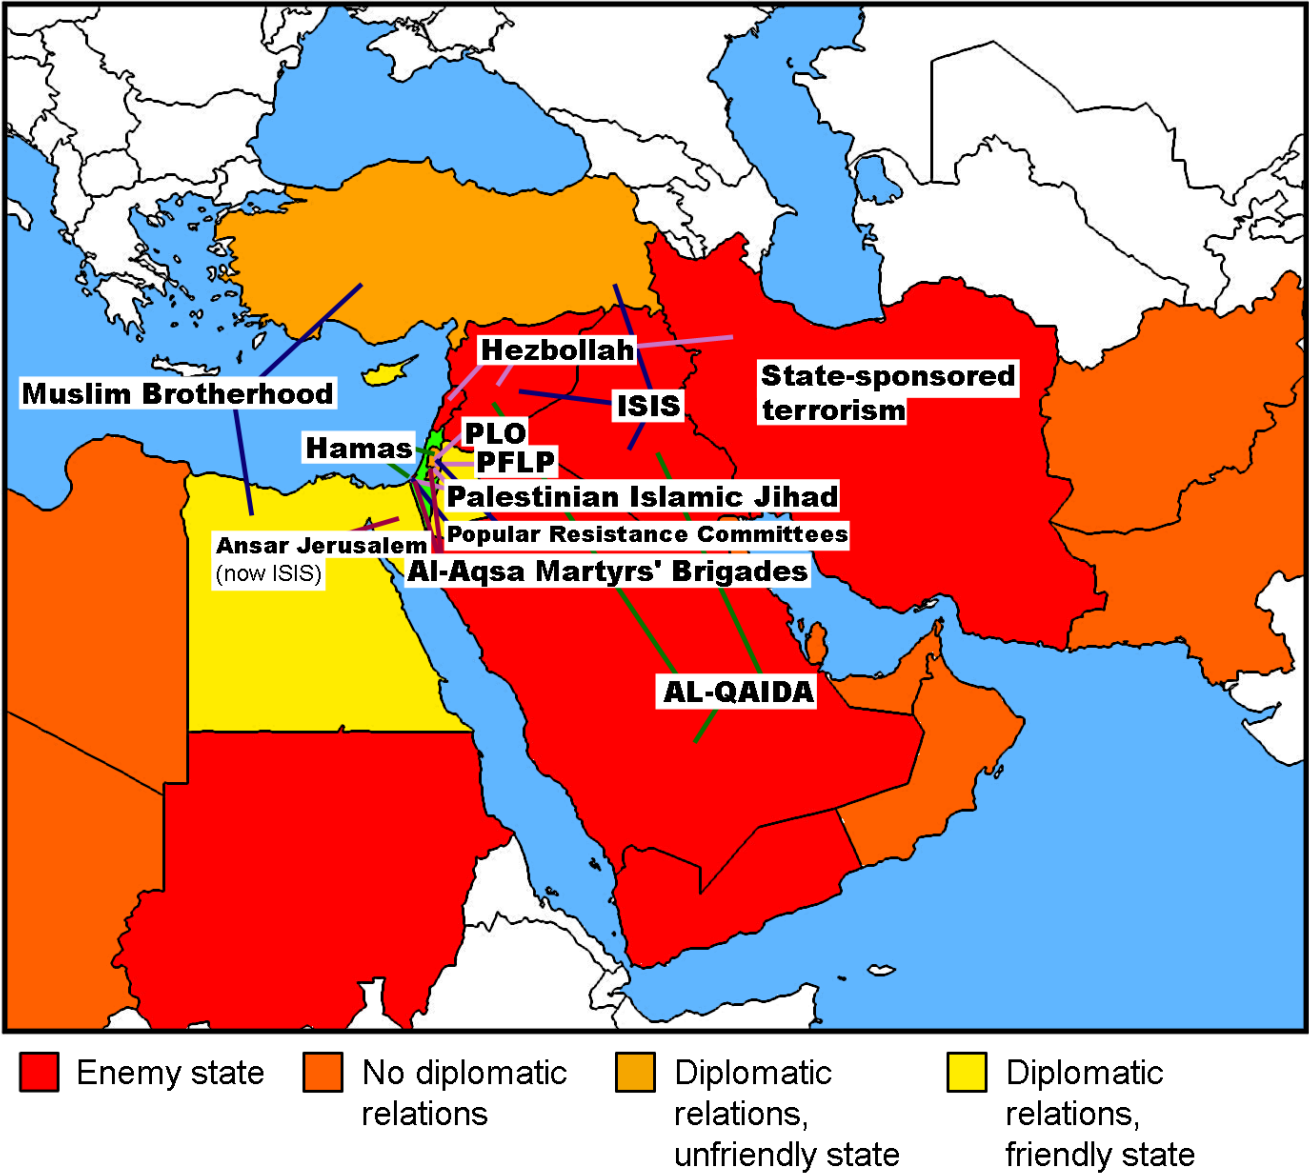 Hezbollah
State-sponsored
terrorism
Muslim Brotherhood
ISIS
PLO
Hamas
PFLP
Palestinian Islamic Jihad
Popular Resistance Committees
Ansar Jerusalem
(now ISIS)
Al-Aqsa Martyrs' Brigades
AL-QAIDA
Enemy state
No diplomatic
relations
Diplomatic
relations,
unfriendly state
Diplomatic
relations,
friendly state